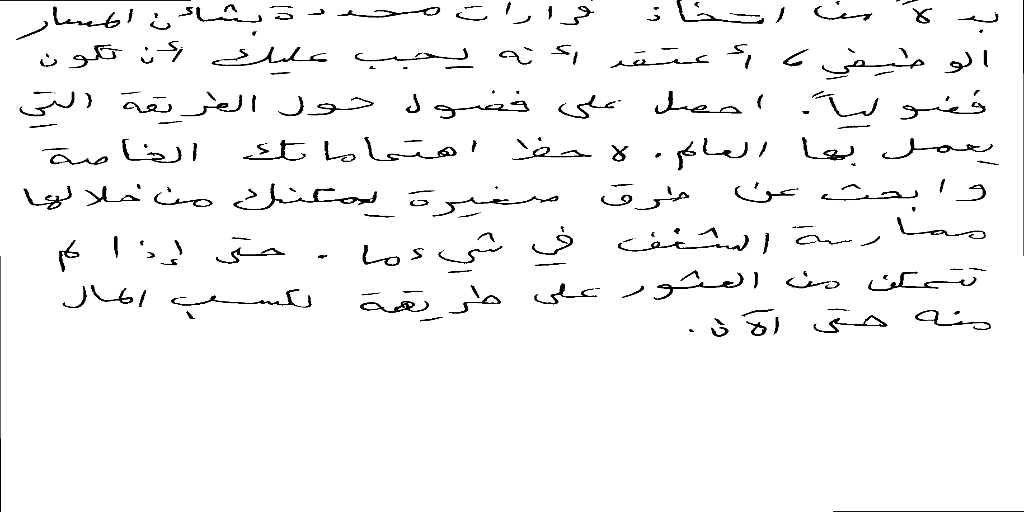 بدلاً من اتخاذ قرارات محددة بشأن المسار
الوظيفي، أعتقد أنه يجب عليك أن تكون
فضولياً. احصل على فضول حول الطريقة التي
يعمل بها العالم. لاحظ اهتماماتك الخاصة
وابحث عن طرق صغيرة يمكنك من خلالها
ممارسة الشغف في شيء ما. حتى إذا لم
تتمكن من العثور على طريقة لكسب المال
منه حتى الآن.